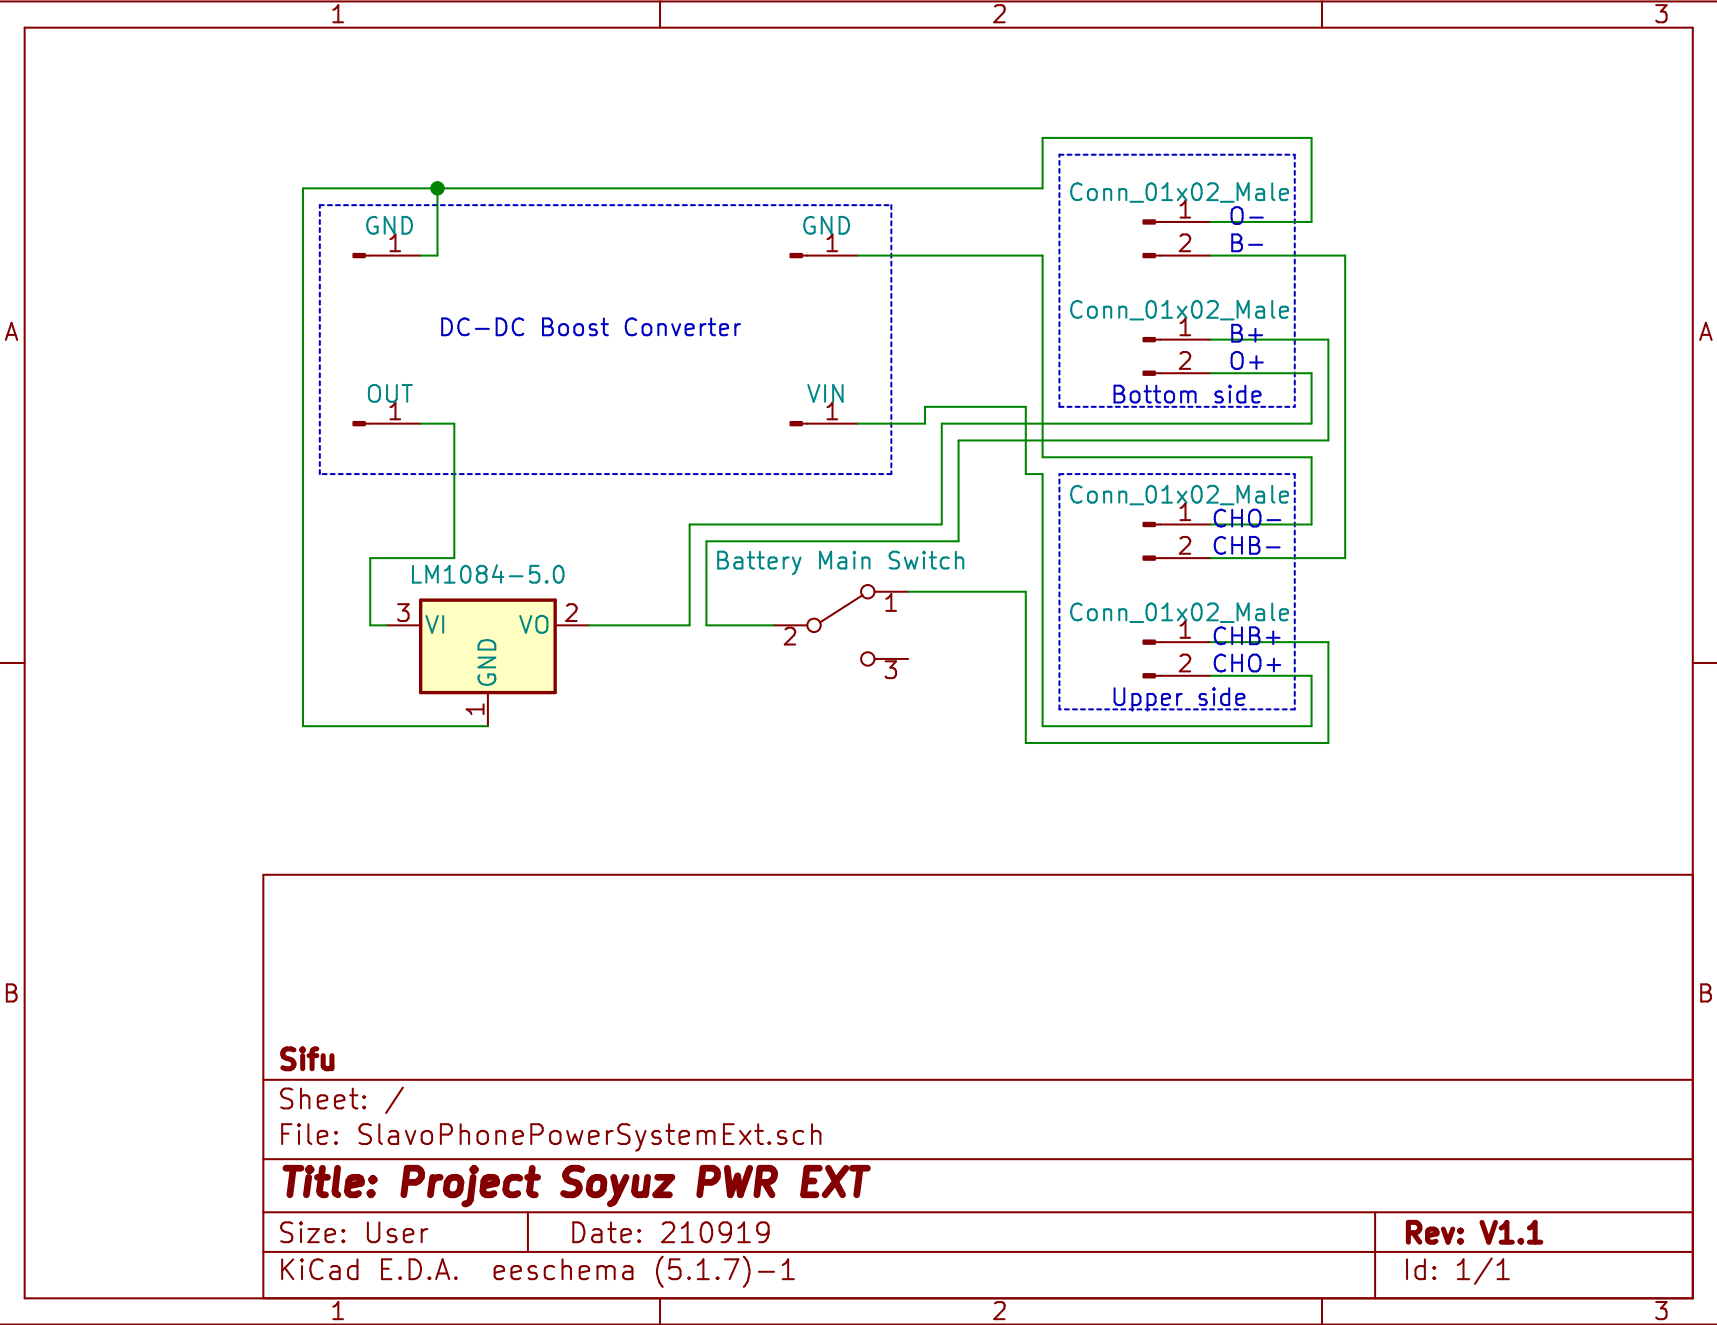 1 2 3
A A
B B
GND
1
GND
1
DC-DC Boost Converter
OUT
1
VIN
1
Conn_01x02_Male
1 O-
2 B-
Conn_01x02_Male
1 B+
2 O+
Bottom side
Conn_01x02_Male
1 CHO-
2 CHB-
Conn_01x02_Male
1 CHB+
2 CHO+
Upper side
LM1084-5.0
3 VI VO 2
GND
1
Battery Main Switch
1
2
3
Sifu
Sheet: /
File: SlavoPhonePowerSystemExt.sch
Title: Project Soyuz PWR EXT
Size: User Date: 210919 Rev: V1.1
KiCad E.D.A. eeschema (5.1.7)-1 Id: 1/1
1 2 3